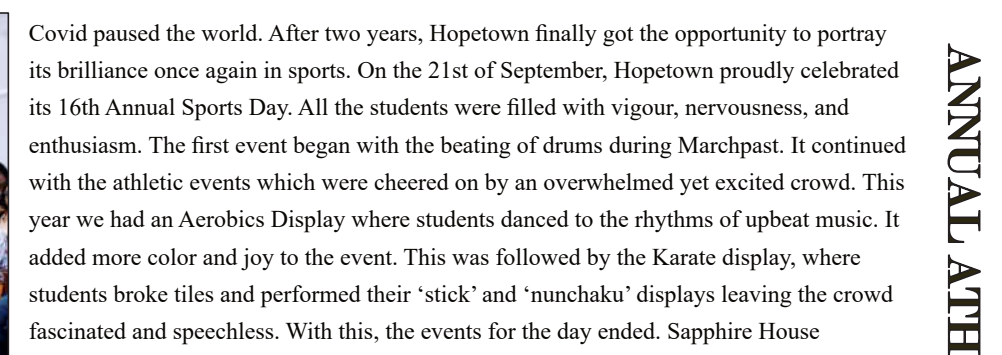 Covid paused the world. After two years, Hopetown finally got the opportunity to portray
its brilliance once again in sports. On the 21st of September, Hopetown proudly celebrated
its 16th Annual Sports Day. All the students were filled with vigour, nervousness, and
enthusiasm. The first event began with the beating of drums during Marchpast. It continued
with the athletic events which were cheered on by an overwhelmed yet excited crowd. This
year we had an Aerobics Display where students danced to the rhythms of upbeat music. It
added more color and joy to the event. This was followed by the Karate display, where
students broke tiles and performed their ‘stick’ and ‘nunchaku’ displays leaving the crowd
fascinated and speechless. With this, the events for the day ended. Sapphire House
ANNUAL ATH